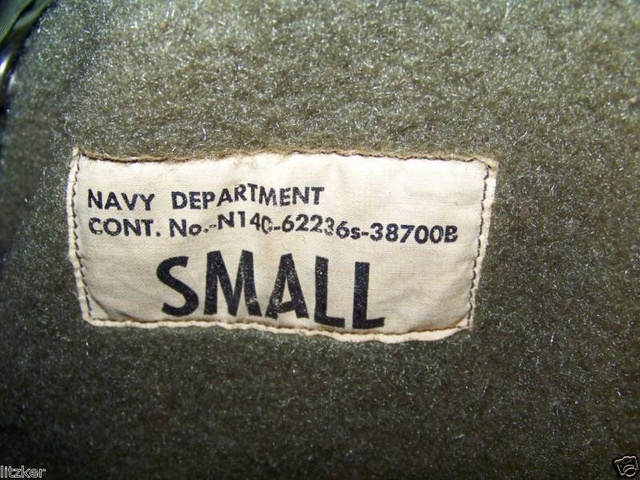 NAVY DEPARTMENT
CONT. No.-N140-62236s-38700B
SMALL
litzker